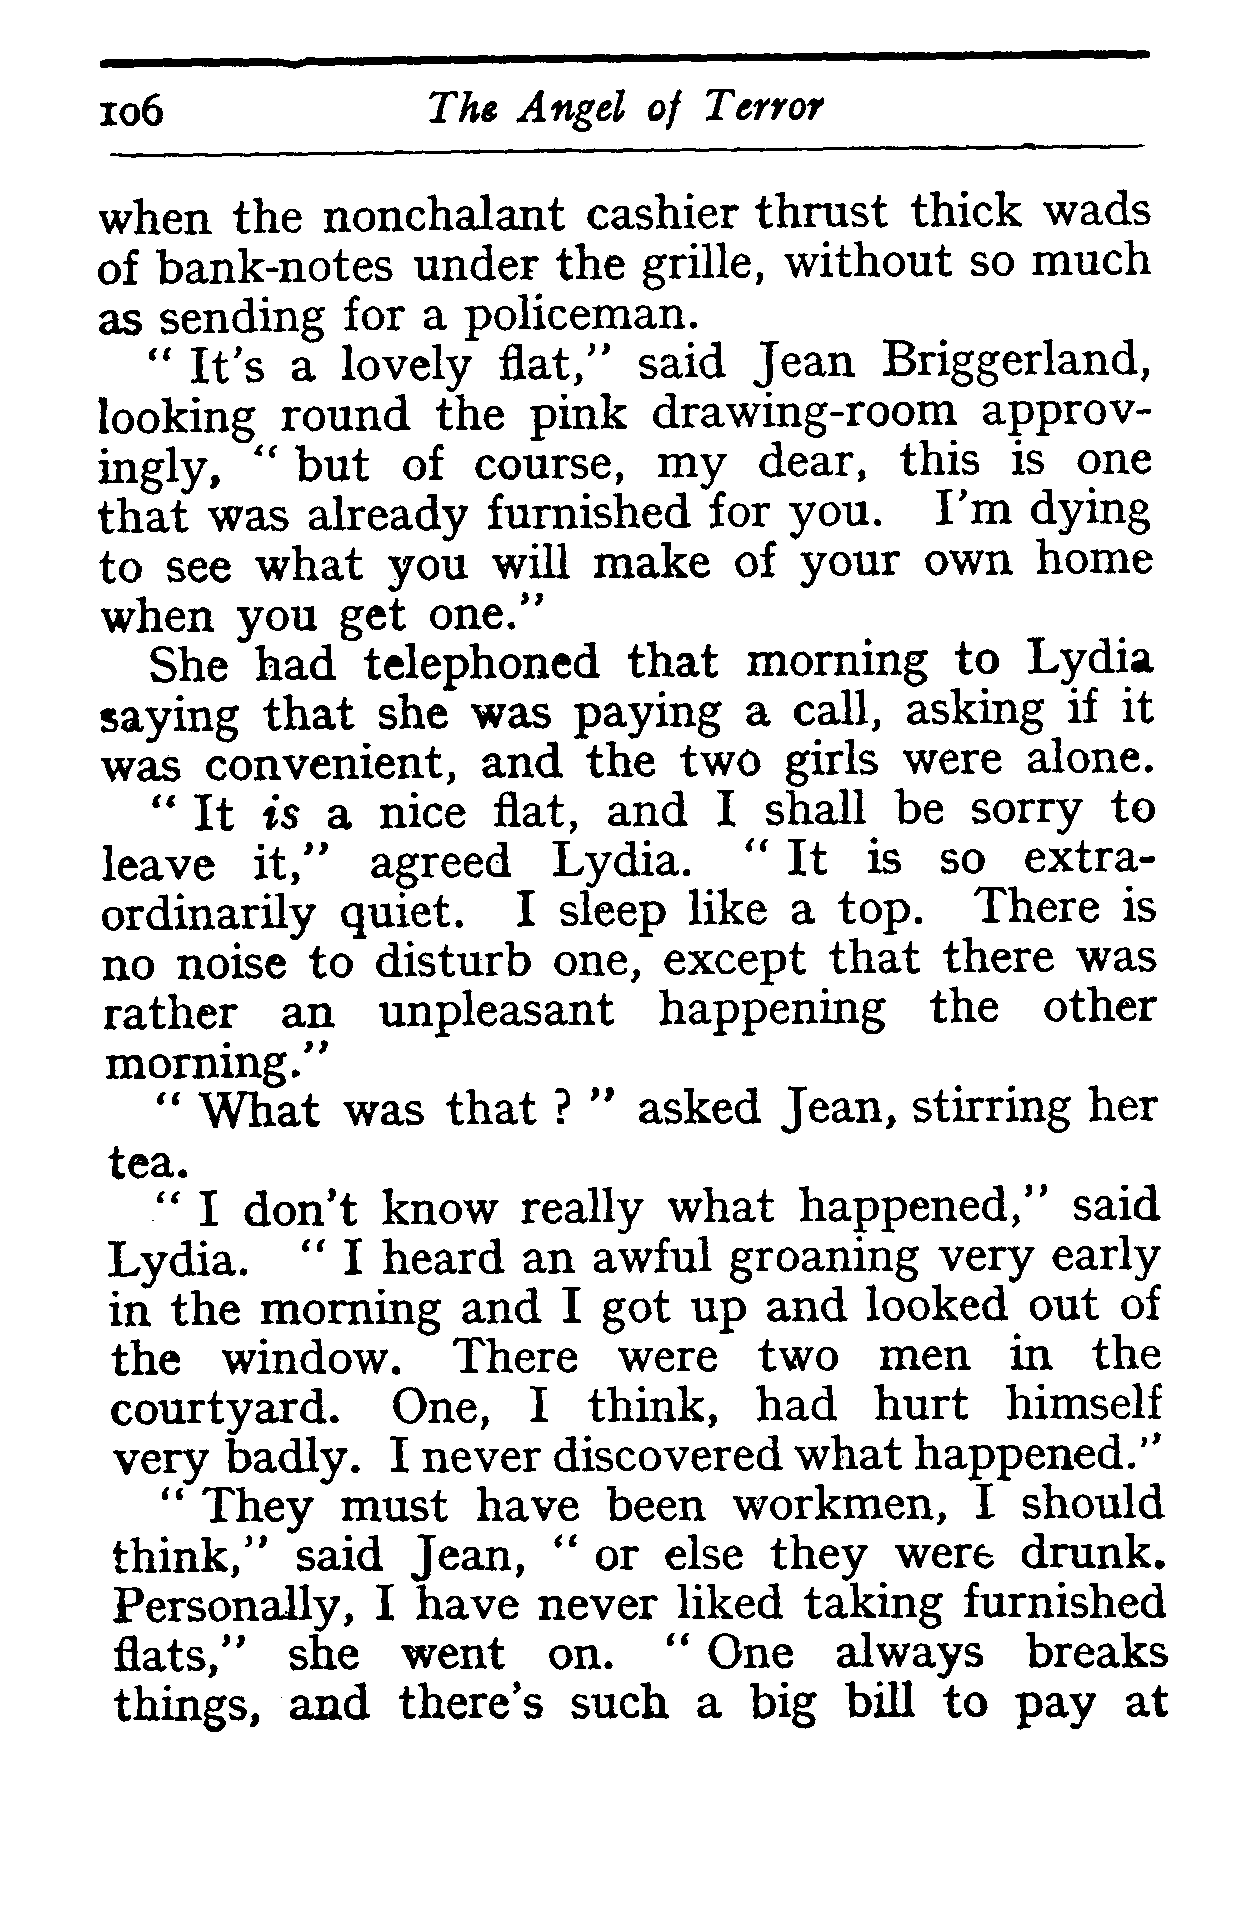 106 The Angel of Terror
when the nonchalant cashier thrust thick wads
of bank-notes under the grille, without so much
as sending for a policeman.
" It's a lovely flat," said Jean Briggerland,
looking round the pink drawing-room approv-
ingly, " but of course, my dear, this is one
that was already furnished for you. I'm dying
to see what you will make of your own home
when you get one."
She had telephoned that morning to Lydia
saying that she was paying a call, asking if it
was convenient, and the two girls were alone.
" It is a nice flat, and I shall be sorry to
leave it," agreed Lydia. " It is so extra-
ordinarily quiet. I sleep like a top. There is
no noise to disturb one, except that there was
rather an unpleasant happening the other
morning."
" What was that ? " asked Jean, stirring her
tea.
" I don't know really what happened," said
Lydia. " I heard an awful groaning very early
in the morning and I got up and looked out of
the window. There were two men in the
courtyard. One, I think, had hurt himself
very badly. I never discovered what happened."
" They must have been workmen, I should
think," said Jean, " or else they were drunk.
Personally, I have never liked taking furnished
flats," she went on. " One always breaks
things, and there's such a big bill to pay at